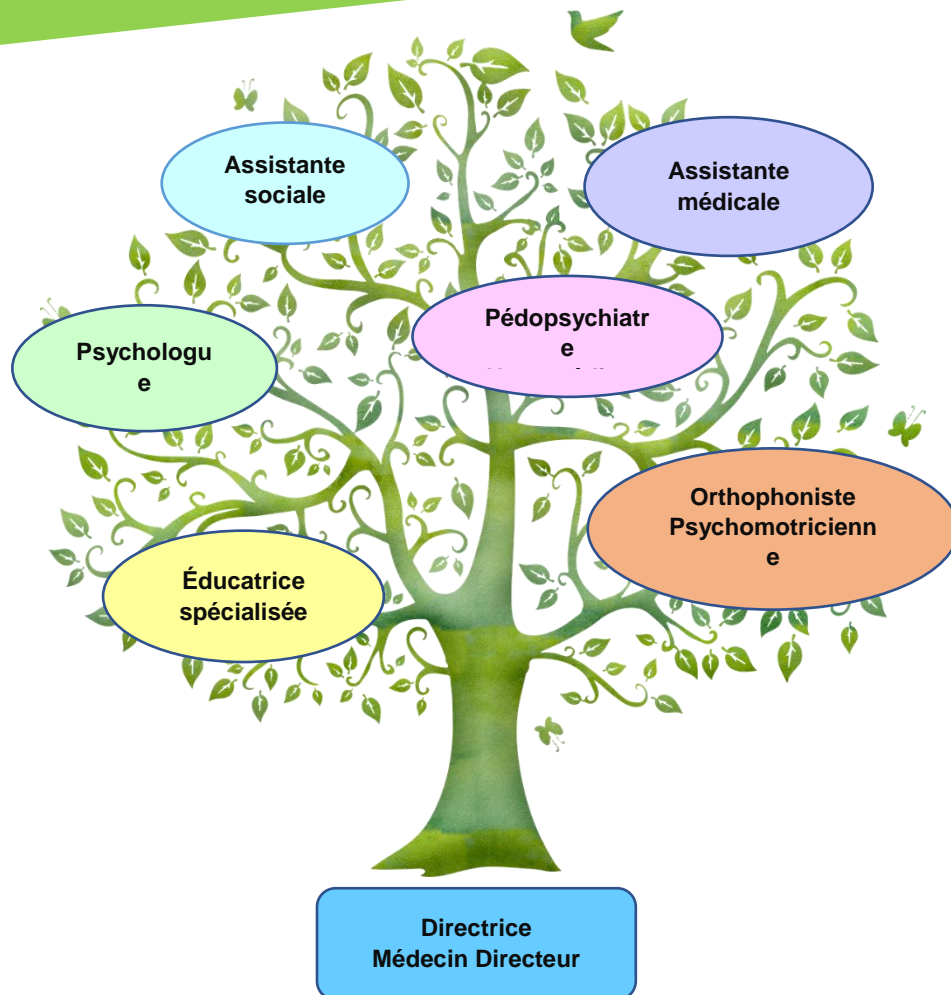 Assistante
sociale
Assistante
médicale
Pédopsychiatr
e
Psychologu
e
Orthophoniste
Psychomotricienn
e
Éducatrice
spécialisée
Directrice
Médecin Directeur